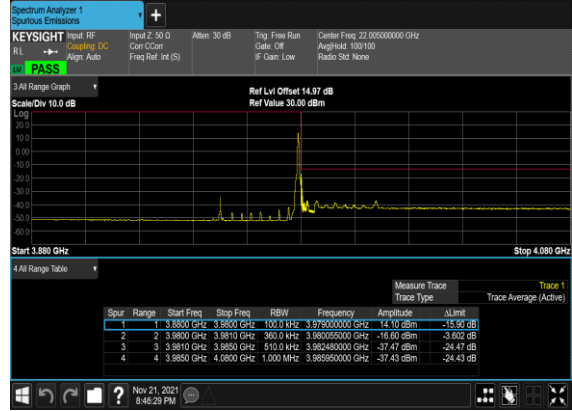 Spectrum Analyzer 1
Spurious Emissions
+
KEYSIGHT Input: RF Input Z: 50 Ω Atten: 30 dB Trig: Free Run Center Freq: 22.005000000 GHz
RL Coupling: DC Corr CCorr Gate: Off Avg|Hold: 100/100
Align: Auto Freq Ref: Int (S) IF Gain: Low Radio Std: None
PASS
3 All Range Graph Ref Lvl Offset 14.97 dB
Scale/Div 10.0 dB Ref Value 30.00 dBm
Log
20.0
10.0
0.00
-10.0
-20.0
-30.0
-40.0
-50.0
-60.0
Start 3.880 GHz Stop 4.080 GHz
4 All Range Table
Measure Trace Trace 1
Trace Type Trace Average (Active)
Spur Range Start Freq Stop Freq RBW Frequency Amplitude ΔLimit
1 1 3.8800 GHz 3.9800 GHz 100.0 kHz 3.979000000 GHz 14.10 dBm -15.90 dB
2 2 3.9800 GHz 3.9810 GHz 360.0 kHz 3.980055000 GHz -16.60 dBm -3.602 dB
3 3 3.9810 GHz 3.9850 GHz 510.0 kHz 3.982480000 GHz -37.47 dBm -24.47 dB
4 4 3.9850 GHz 4.0800 GHz 1.000 MHz 3.985950000 GHz -37.43 dBm -24.43 dB
? Nov 21, 2021
8:46:29 PM